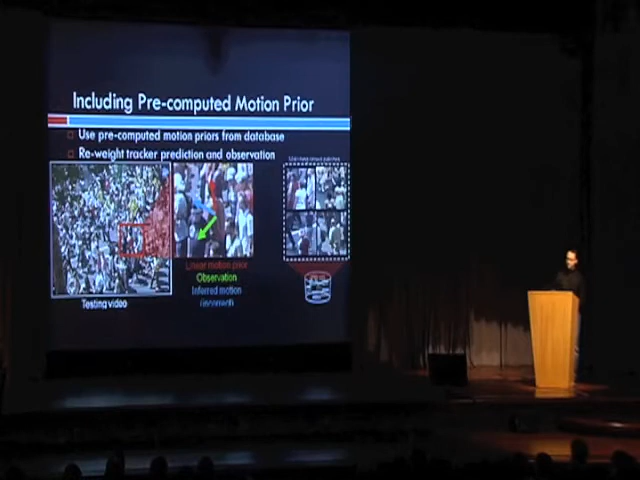 Including Pre-computed Motion Prior
Use pre-computed motion priors from database
Re-weight tracker prediction and observation
Linear motion prior
Observation
Inferred motion
(incorrect)
Testing video